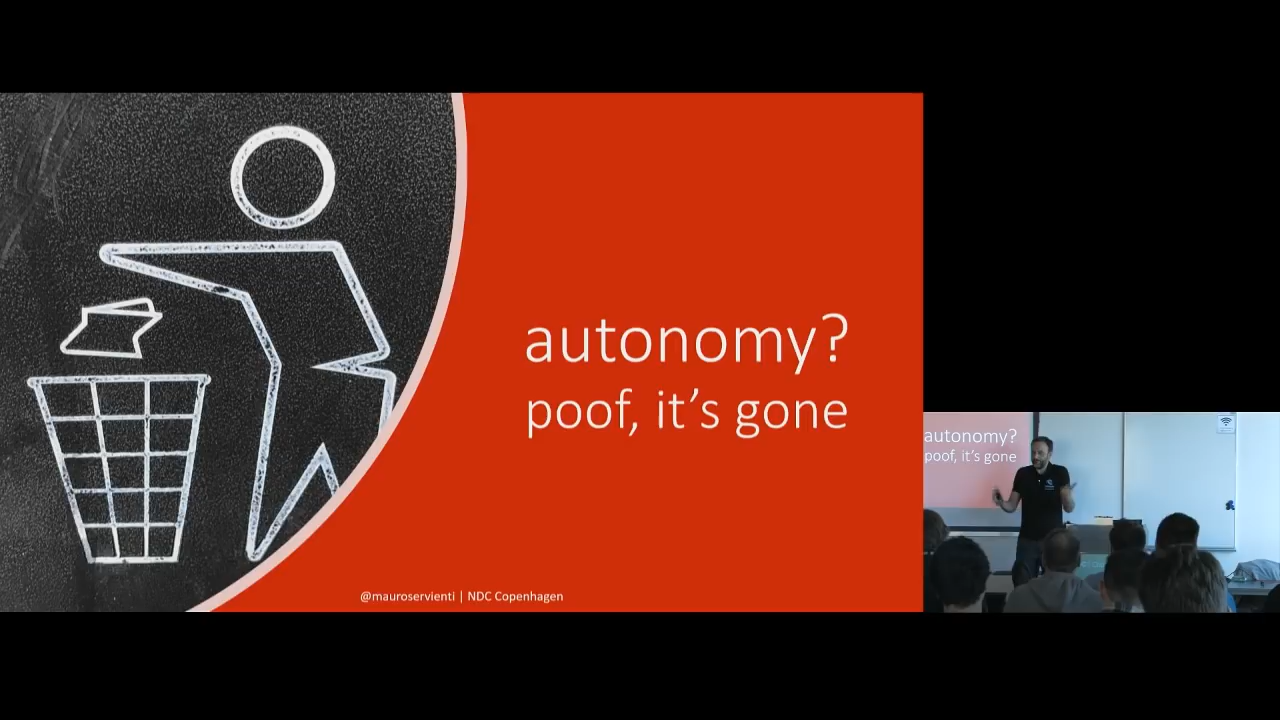 autonomy?
poof, it's gone
@mauroservienti | NDC Copenhagen
autonomy?
poof, it's gone